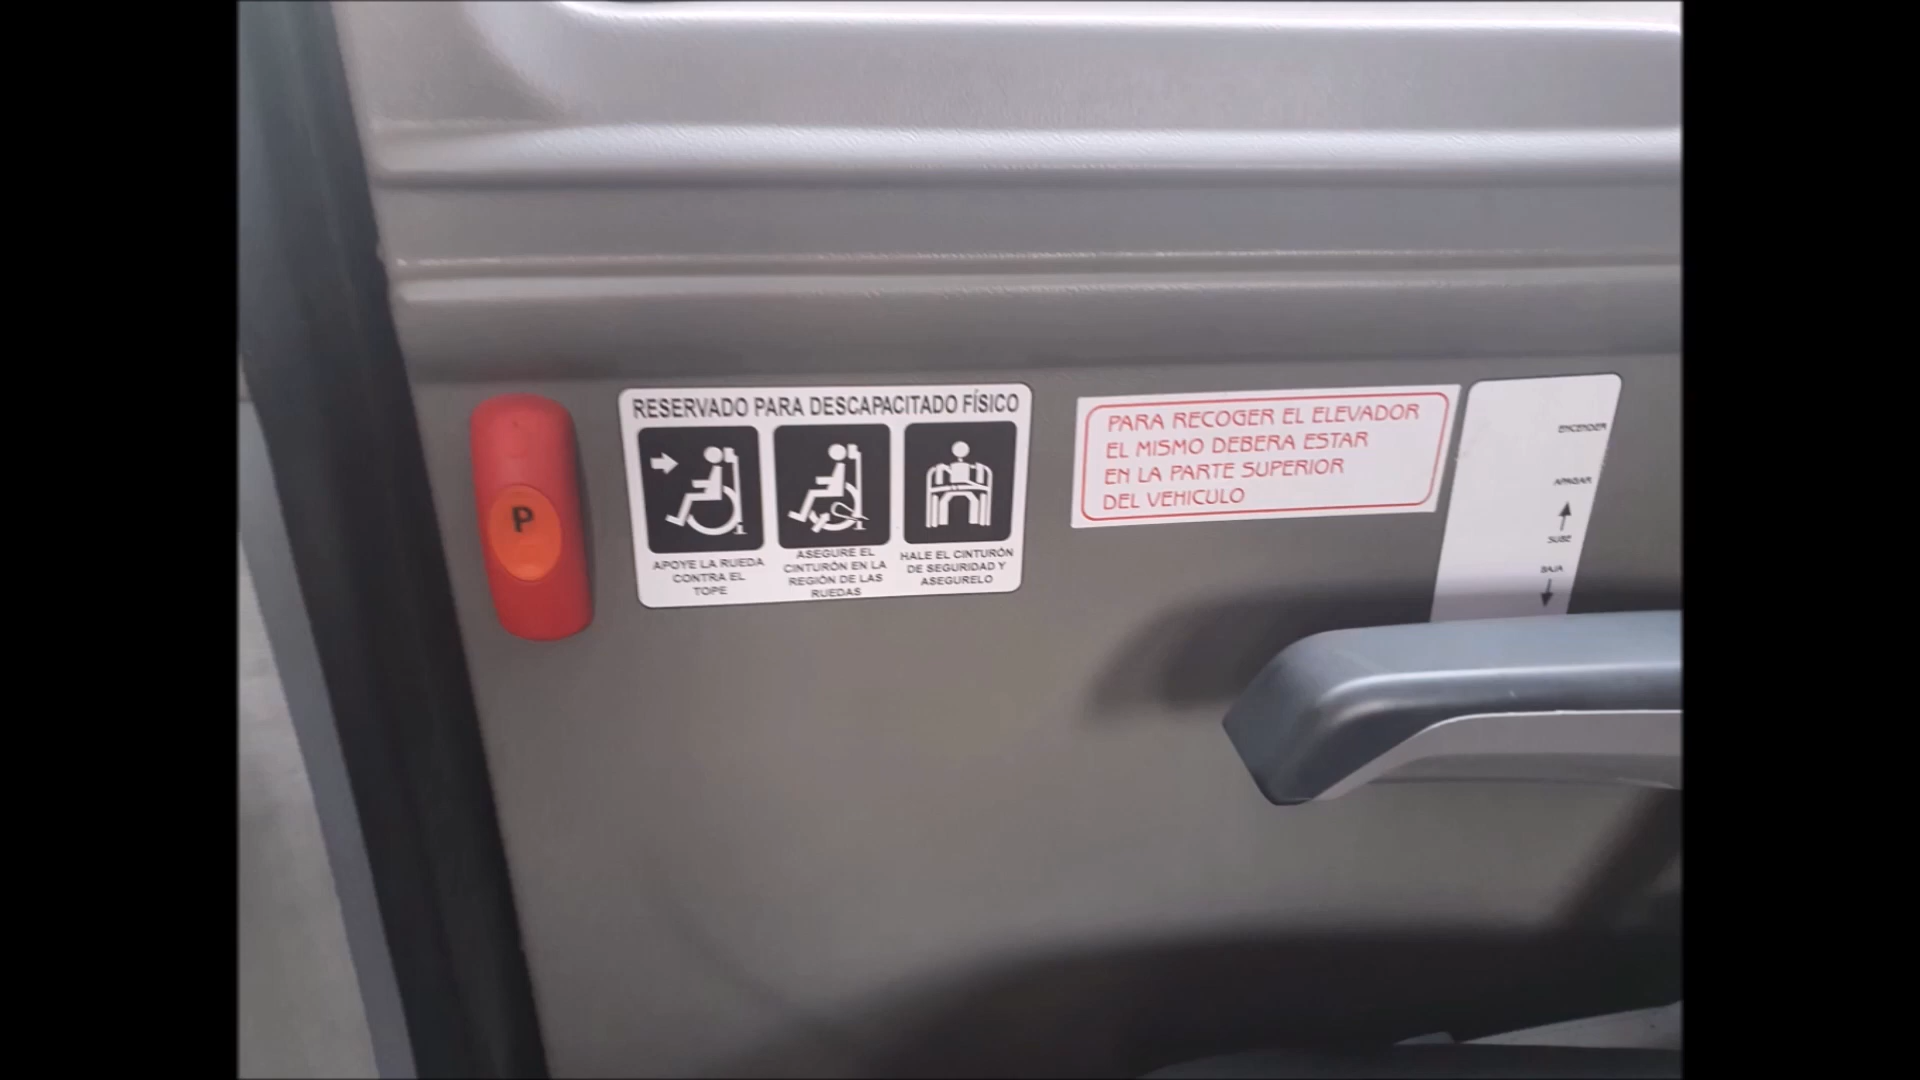 P
RESERVADO PARA DESCAPACITADO FÍSICO
APOYE LA RUEDA
CONTRA EL
TOPE
ASEGURE EL
CINTURÓN EN LA
REGIÓN DE LAS
RUEDAS
HALE EL CINTURÓN
DE SEGURIDAD Y
ASEGURELO
PARA RECOGER EL ELEVADOR
EL MISMO DEBERA ESTAR
EN LA PARTE SUPERIOR
DEL VEHICULO
ENCENDER
APAGAR
SUBE
BAJA